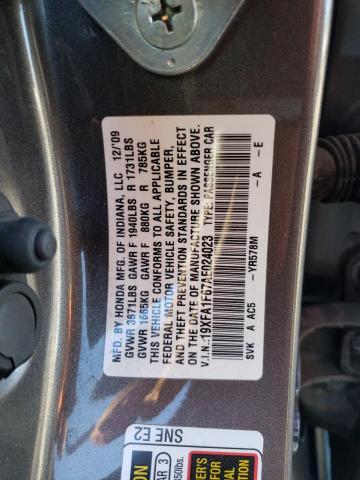 MFD. BY HONDA MFG. OF INDIANA, LLC 12/'09
GVWR 3671LBS GAWR F 1940LBS R 1731LBS
GVWR 1665KG GAWR F 880KG R 785KG
THIS VEHICLE CONFORMS TO ALL APPLICABLE
FEDERAL MOTOR VEHICLE SAFETY, BUMPER,
AND THEFT PREVENTION STANDARDS IN EFFECT
ON THE DATE OF MANUFACTURE SHOWN ABOVE.
V.I.N.:19XFA1F67AE024023 TYPE: PASSENGER CAR
SVK A AC5 -YR578M -A -E
SNE E2